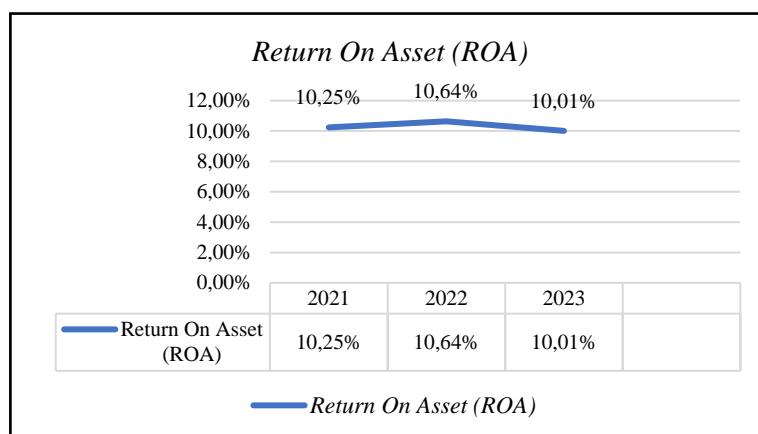 Return On Asset (ROA)
10,25%
10,64%
10,01%
12,00%
10,00%
8,00%
6,00%
4,00%
2,00%
0,00%
2021 2022 2023
Return On Asset
(ROA)
10,25% 10,64% 10,01%
Return On Asset (ROA)